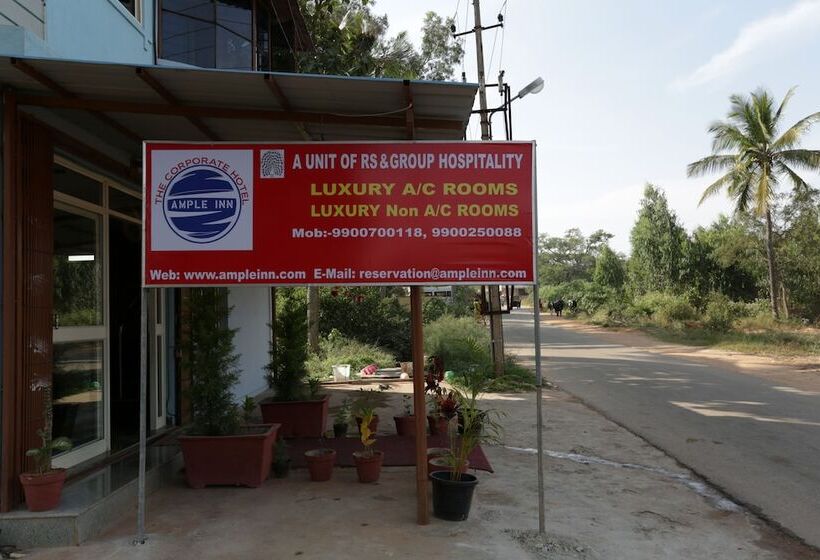 THE CORPORATE HOTEL
AMPLE INN
A UNIT OF RS & GROUP HOSPITALITY
LUXURY A/C ROOMS
LUXURY Non A/C ROOMS
Mob:-9900700118, 9900250088
Web: www.ampleinn.com E-Mail: reservation@ampleinn.com